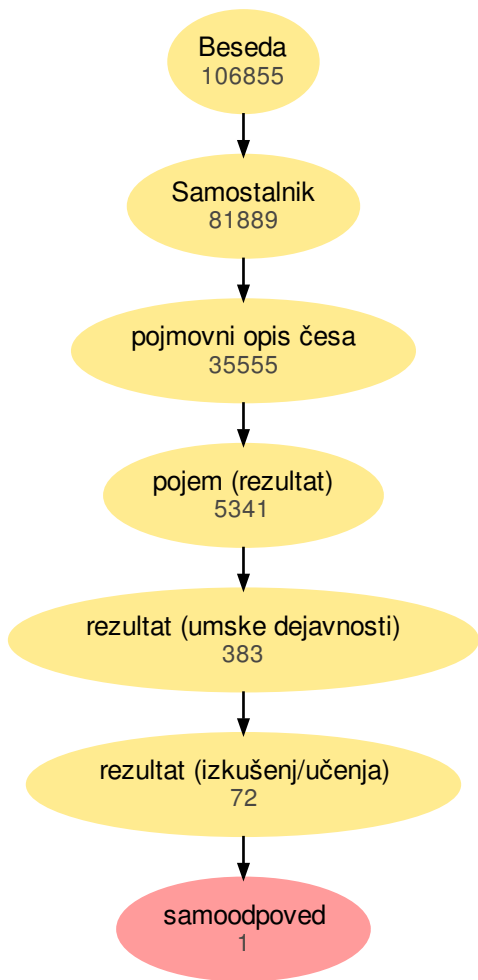 Beseda
106855
Samostalnik
81889
pojmovni opis česa
35555
pojem (rezultat)
5341
rezultat (umske dejavnosti)
383
rezultat (izkušenj/učenja)
72
samoodpoved
1